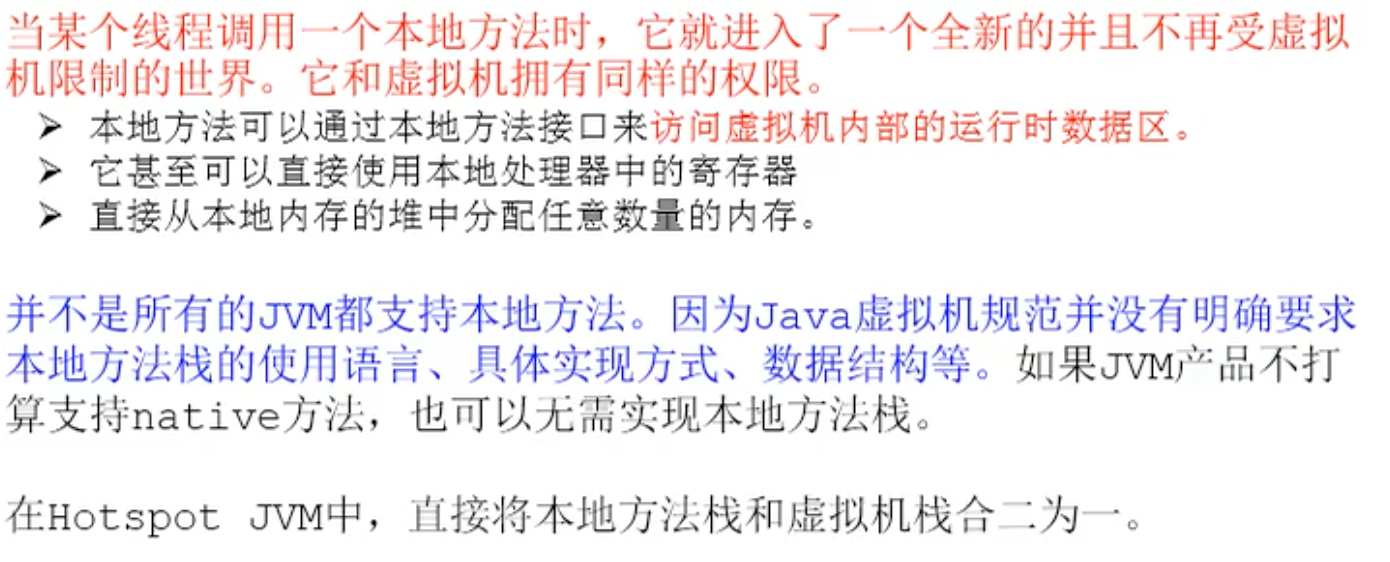 当某个线程调用一个本地方法时，它就进入了一个全新的并且不再受虚拟
机限制的世界。它和虚拟机拥有同样的权限。
➢ 本地方法可以通过本地方法接口来访问虚拟机内部的运行时数据区。
➢ 它甚至可以直接使用本地处理器中的寄存器
➢ 直接从本地内存的堆中分配任意数量的内存。
并不是所有的JVM都支持本地方法。因为Java虚拟机规范并没有明确要求
本地方法栈的使用语言、具体实现方式、数据结构等。如果JVM产品不打
算支持native方法，也可以无需实现本地方法栈。
在Hotspot JVM中，直接将本地方法栈和虚拟机栈合二为一。